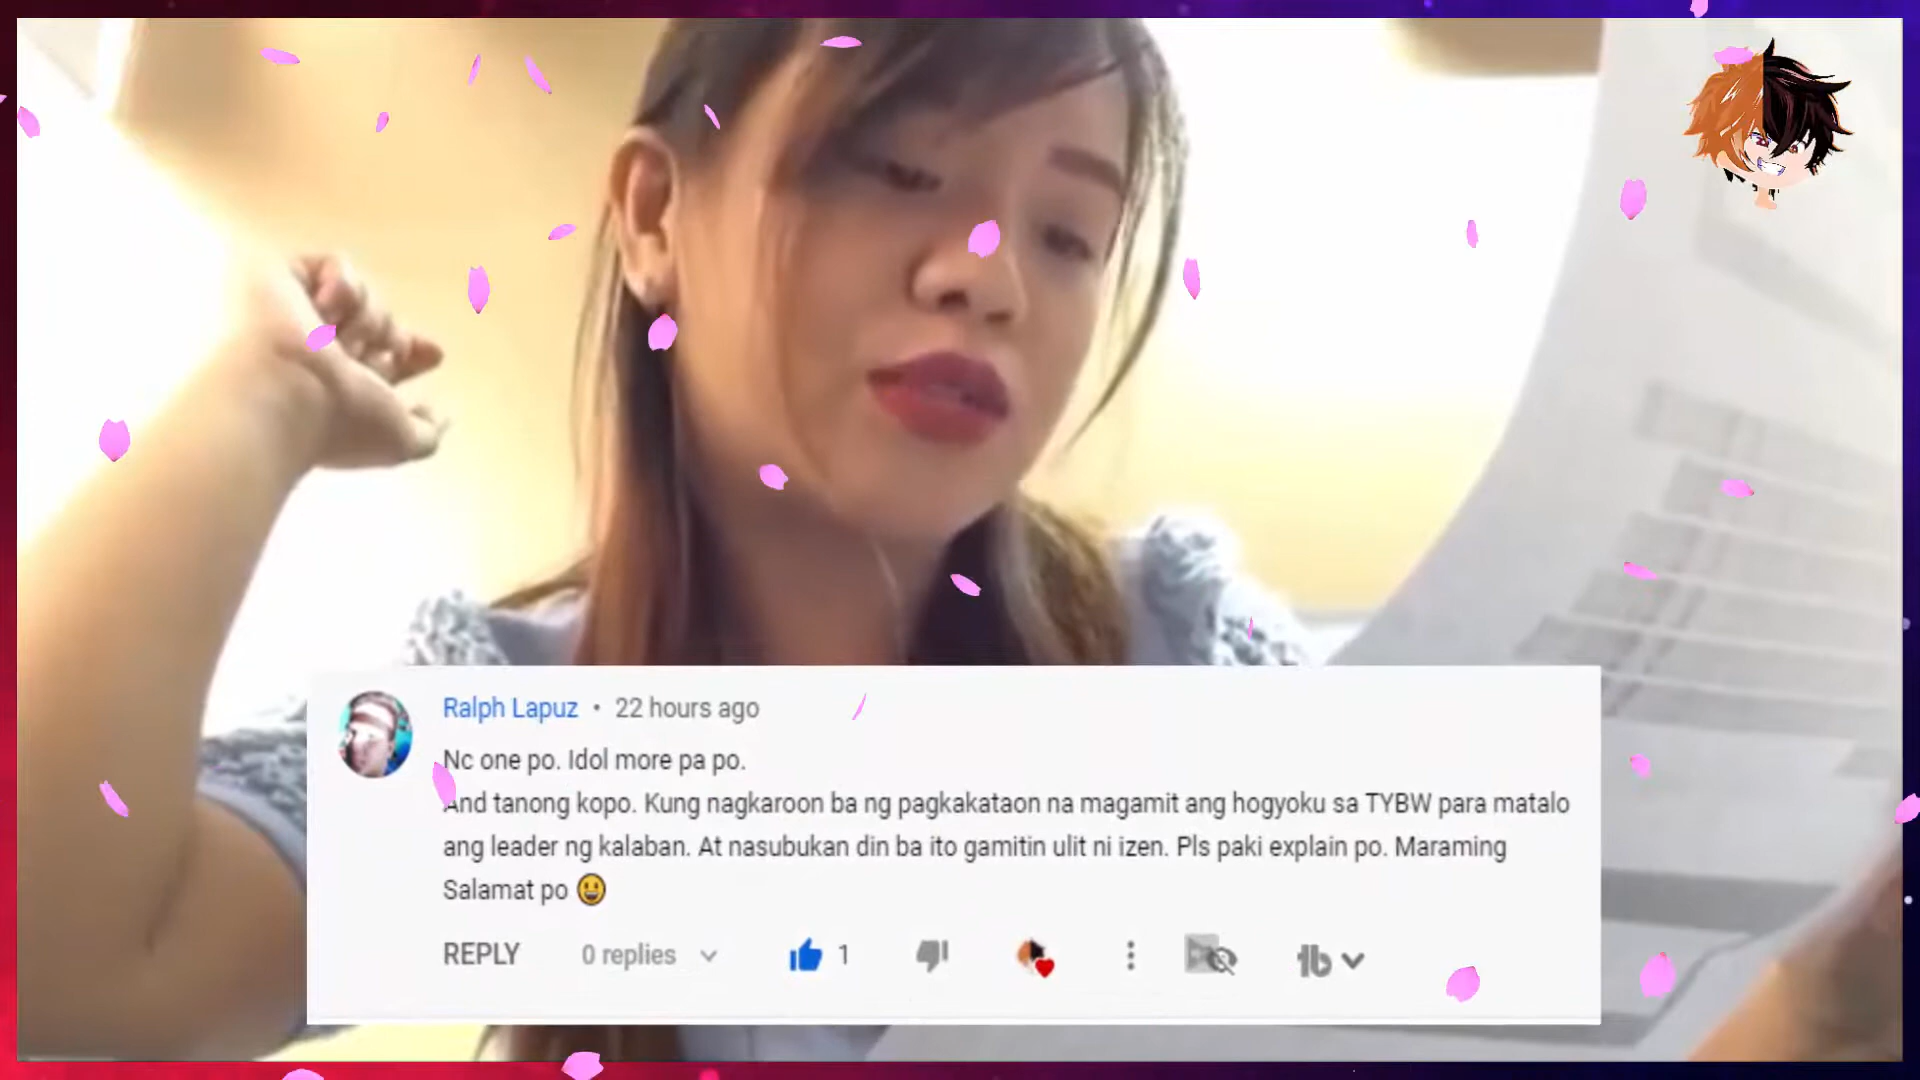 Ralph Lapuz • 22 hours ago
Nc one po. Idol more pa po.
And tanong kopo. Kung nagkaroon ba ng pagkakataon na magamit ang hogyoku sa TYBW para matalo
ang leader ng kalaban. At nasubukan din ba ito gamitin ulit ni izen. Pls paki explain po. Maraming
Salamat po 😀
REPLY 0 replies 1